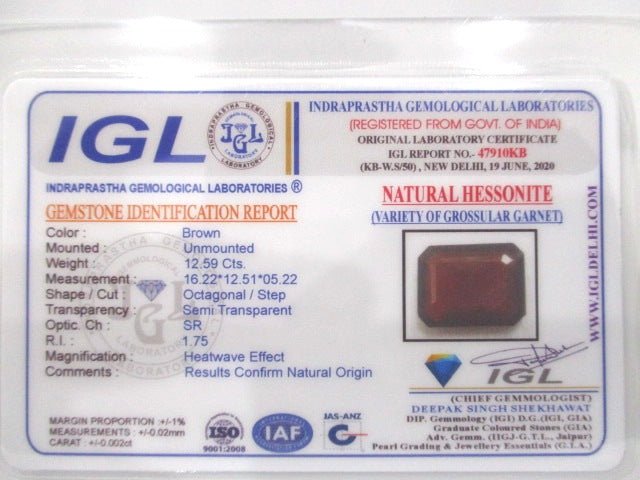 IGL
INDRAPRASTHA GEMOLOGICAL LABORATORIES
IGL
INDRAPRASTHA GEMOLOGICAL LABORATORIES ®
GEMSTONE IDENTIFICATION REPORT
Color : Brown
Mounted : Unmounted
Weight : 12.59 Cts.
Measurement : 16.22*12.51*05.22
Shape / Cut : Octagonal / Step
Transparency : Semi Transparent
Optic. Ch : SR
R.I. : 1.75
Magnification : Heatwave Effect
Comments : Results Confirm Natural Origin
MARGIN PROPORTION :+/-1%
MEASUREMENTS : +/-0.02mm
CARAT : +/-0.002ct
ISO
9001:2008
IAF
JAS-ANZ
INDRAPRASTHA GEMOLOGICAL LABORATORIES
(REGISTERED FROM GOVT. OF INDIA)
ORIGINAL LABORATORY CERTIFICATE
IGL REPORT NO.- 47910KB
(KB-W.S/50) , NEW DELHI, 19 JUNE, 2020
NATURAL HESSONITE
(VARIETY OF GROSSULAR GARNET)
WWW.IGLDELHI.COM
IGL
(CHIEF GEMMOLOGIST)
DEEPAK SINGH SHEKHAWAT
DIP. Gemmology (IGI) D.G.(IGI, GIA)
Graduate Coloured Stones (GIA)
Adv. Gemm. (IIGJ-G.T.L., Jaipur)
Pearl Grading & Jewellery Essentials (G.I.A.)